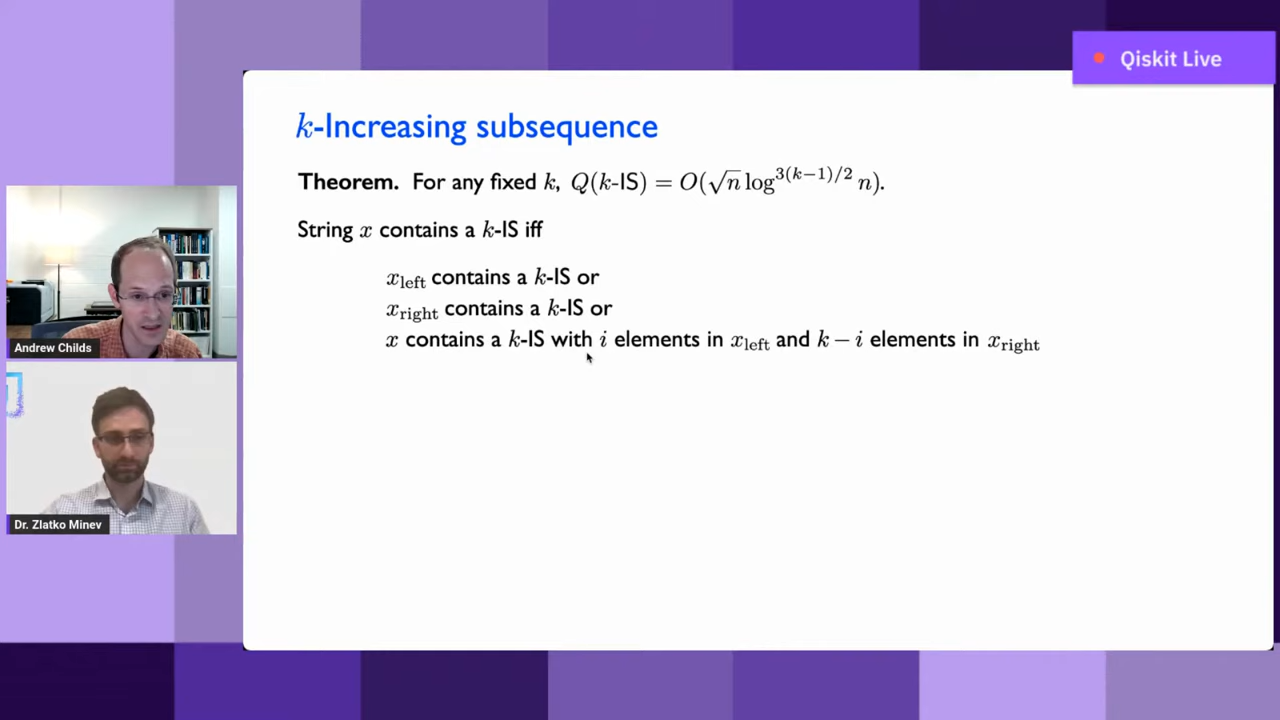 Qiskit Live
k-Increasing subsequence
Theorem. For any fixed k, Q(k-IS) = O(√n log^{3(k−1)/2} n).
String x contains a k-IS iff
x_left contains a k-IS or
x_right contains a k-IS or
x contains a k-IS with i elements in x_left and k − i elements in x_right
Andrew Childs
Dr. Zlatko Minev